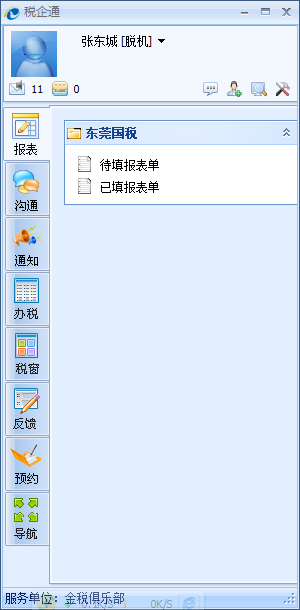 税企通
张东城 [脱机]
11 0
报表
东莞国税
待填报表单
已填报表单
沟通
通知
办税
税窗
反馈
预约
导航
服务单位：金税俱乐部
0K/S